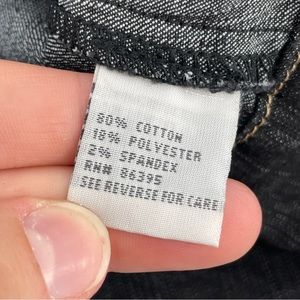 80% COTTON
18% POLYESTER
2% SPANDEX
RN# 86395
SEE REVERSE FOR CARE